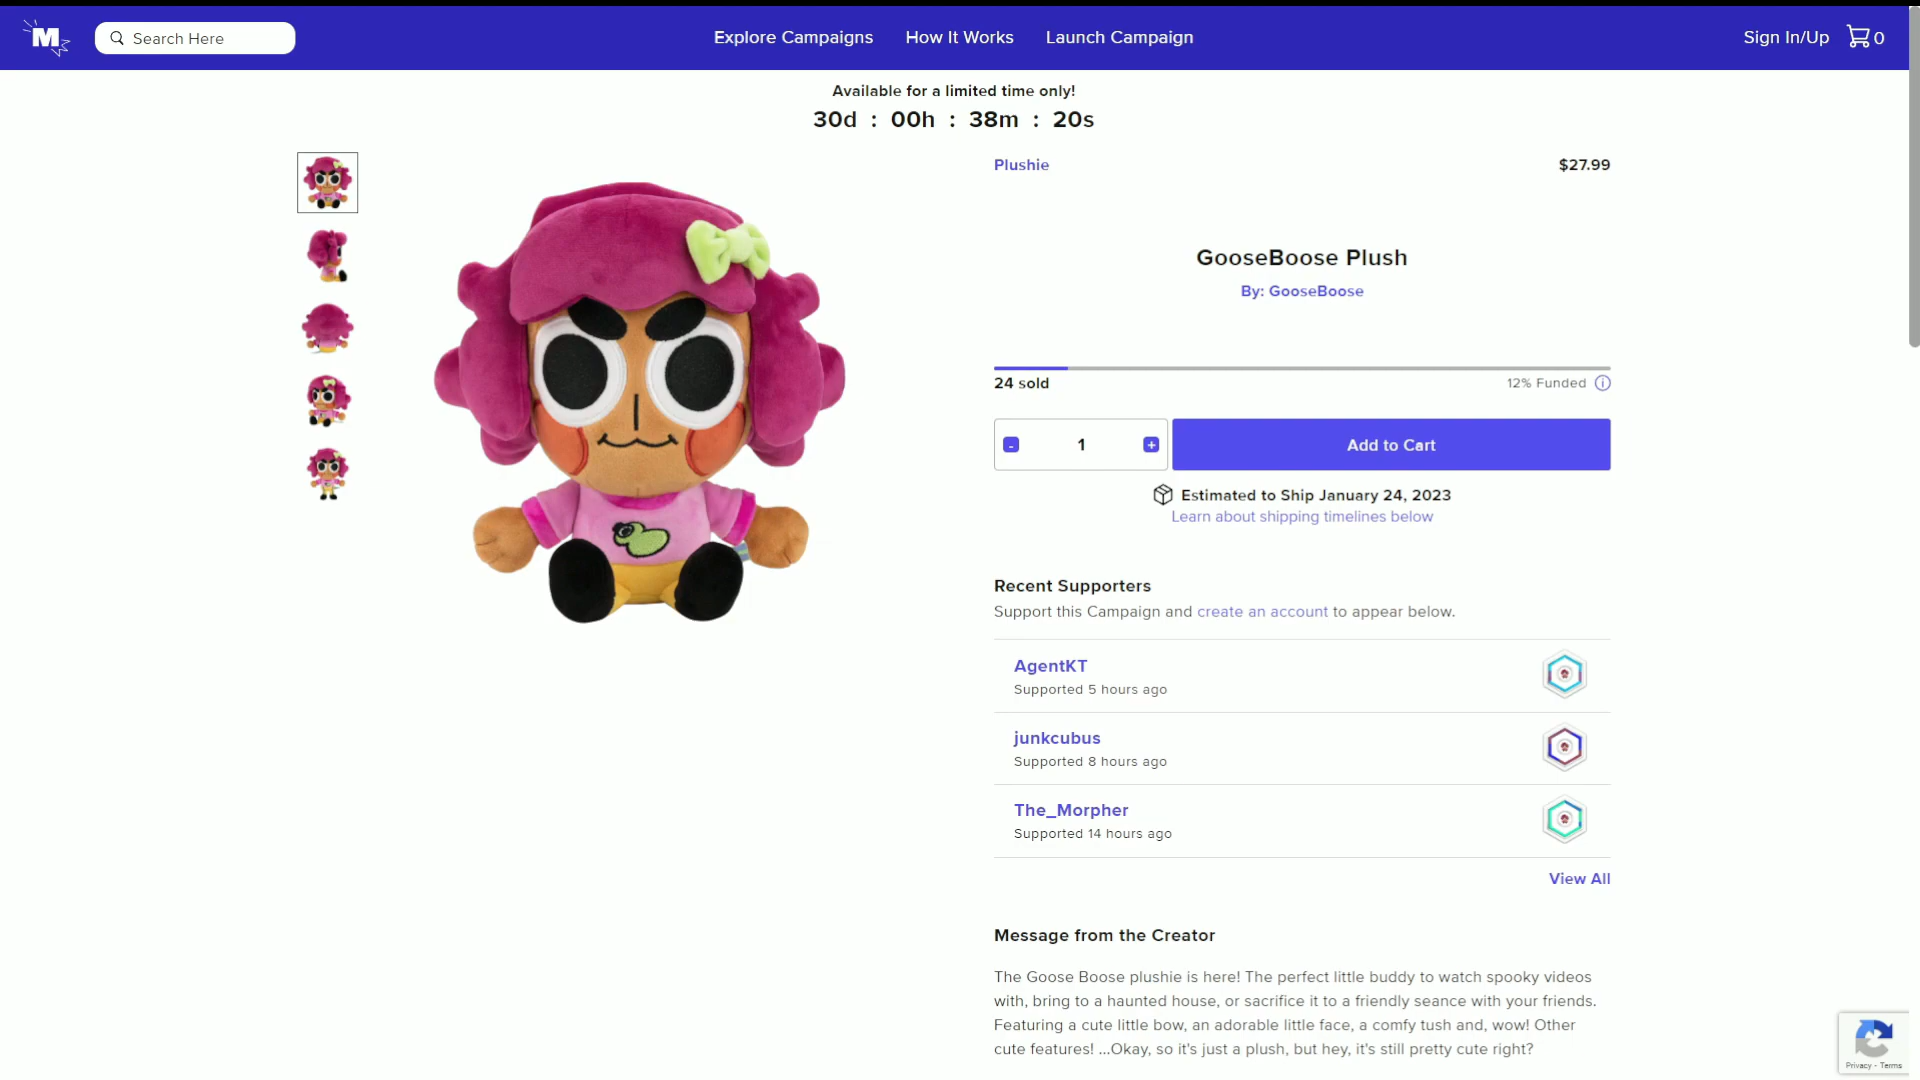 M
Search Here
Explore Campaigns
How It Works
Launch Campaign
Sign In/Up
0
Available for a limited time only!
30d : 00h : 38m : 20s
Plushie
$27.99
GooseBoose Plush
By: GooseBoose
24 sold
12% Funded
- 1 +
Add to Cart
Estimated to Ship January 24, 2023
Learn about shipping timelines below
Recent Supporters
Support this Campaign and create an account to appear below.
AgentKT
Supported 5 hours ago
junkcubus
Supported 8 hours ago
The_Morpher
Supported 14 hours ago
View All
Message from the Creator
The Goose Boose plushie is here! The perfect little buddy to watch spooky videos
with, bring to a haunted house, or sacrifice it to a friendly seance with your friends.
Featuring a cute little bow, an adorable little face, a comfy tush and, wow! Other
cute features! ...Okay, so it's just a plush, but hey, it's still pretty cute right?
Privacy - Terms